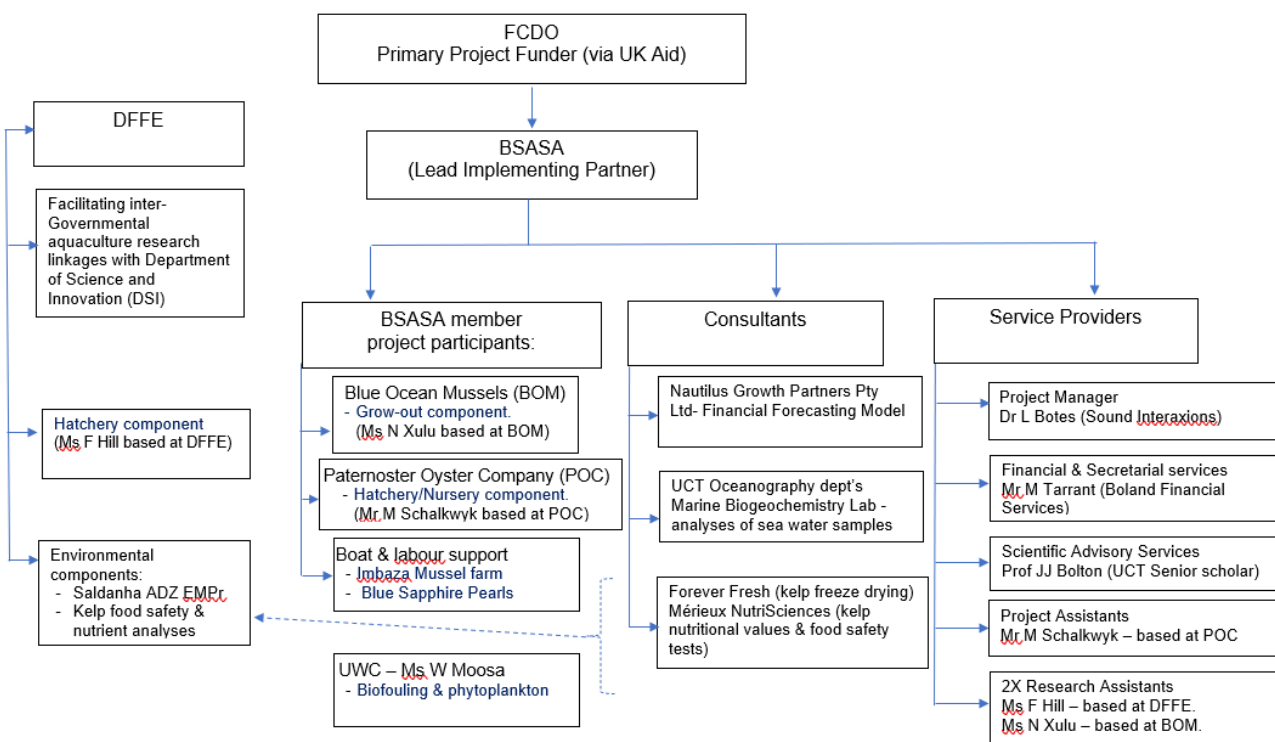 FCDO
Primary Project Funder (via UK Aid)
DFFE
BSASA
(Lead Implementing Partner)
Facilitating inter-
Governmental
aquaculture research
linkages with Department
of Science and
Innovation (DSI)
Hatchery component
(Ms F Hill based at DFFE)
Environmental
components:
- Saldanha ADZ EMPr
- Kelp food safety &
nutrient analyses
BSASA member
project participants:
Blue Ocean Mussels (BOM)
- Grow-out component.
(Ms N Xulu based at BOM)
Paternoster Oyster Company (POC)
- Hatchery/Nursery component.
(Mr M Schalkwyk based at POC)
Boat & labour support
- Imbaza Mussel farm
- Blue Sapphire Pearls
UWC – Ms W Moosa
- Biofouling & phytoplankton
Consultants
Nautilus Growth Partners Pty
Ltd- Financial Forecasting Model
UCT Oceanography dept's
Marine Biogeochemistry Lab -
analyses of sea water samples
Forever Fresh (kelp freeze drying)
Mérieux NutriSciences (kelp
nutritional values & food safety
tests)
Service Providers
Project Manager
Dr L Botes (Sound Interaxions)
Financial & Secretarial services
Mr M Tarrant (Boland Financial
Services)
Scientific Advisory Services
Prof JJ Bolton (UCT Senior scholar)
Project Assistants
Mr M Schalkwyk – based at POC
2X Research Assistants
Ms F Hill – based at DFFE.
Ms N Xulu – based at BOM.